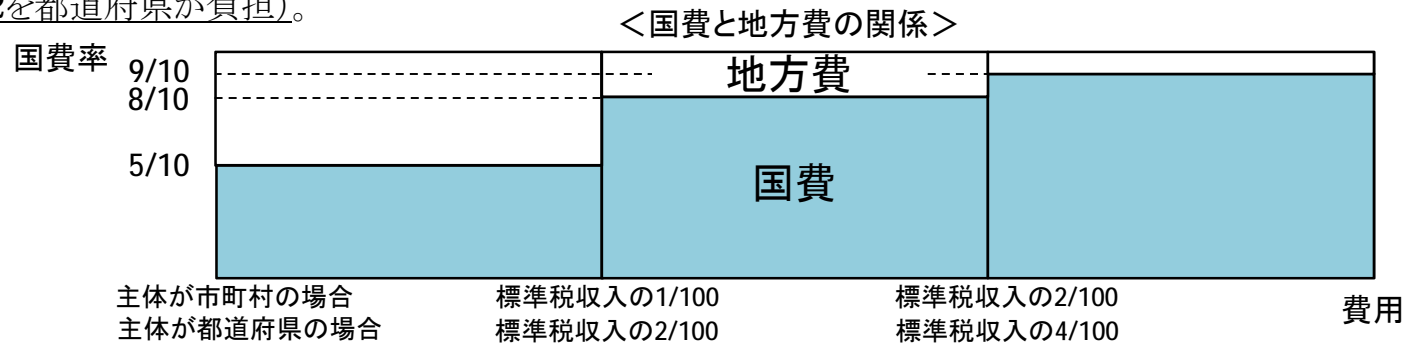 を都道府県が負担)。
＜国費と地方費の関係＞
国費率
9/10
地方費
8/10
5/10
国費
主体が市町村の場合 標準税収入の1/100 標準税収入の2/100
費用
主体が都道府県の場合 標準税収入の2/100 標準税収入の4/100